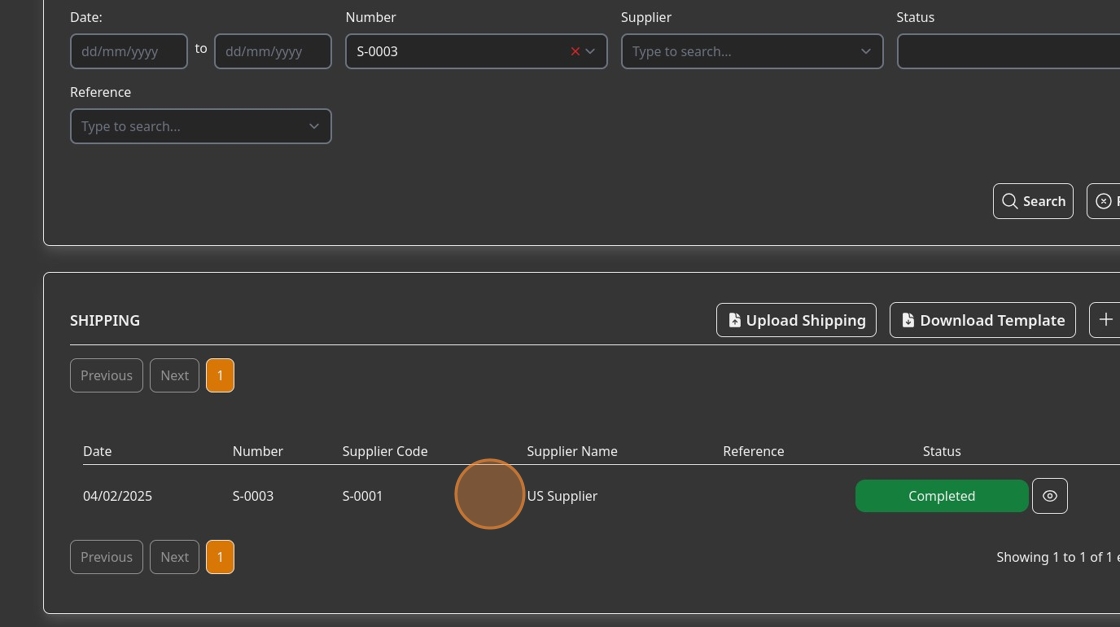 Date: Number Supplier Status
dd/mm/yyyy to dd/mm/yyyy S-0003 Type to search...
Reference
Type to search...
Search
SHIPPING Upload Shipping Download Template
Previous Next 1
Date Number Supplier Code Supplier Name Reference Status
04/02/2025 S-0003 S-0001 US Supplier Completed
Previous Next 1 Showing 1 to 1 of 1